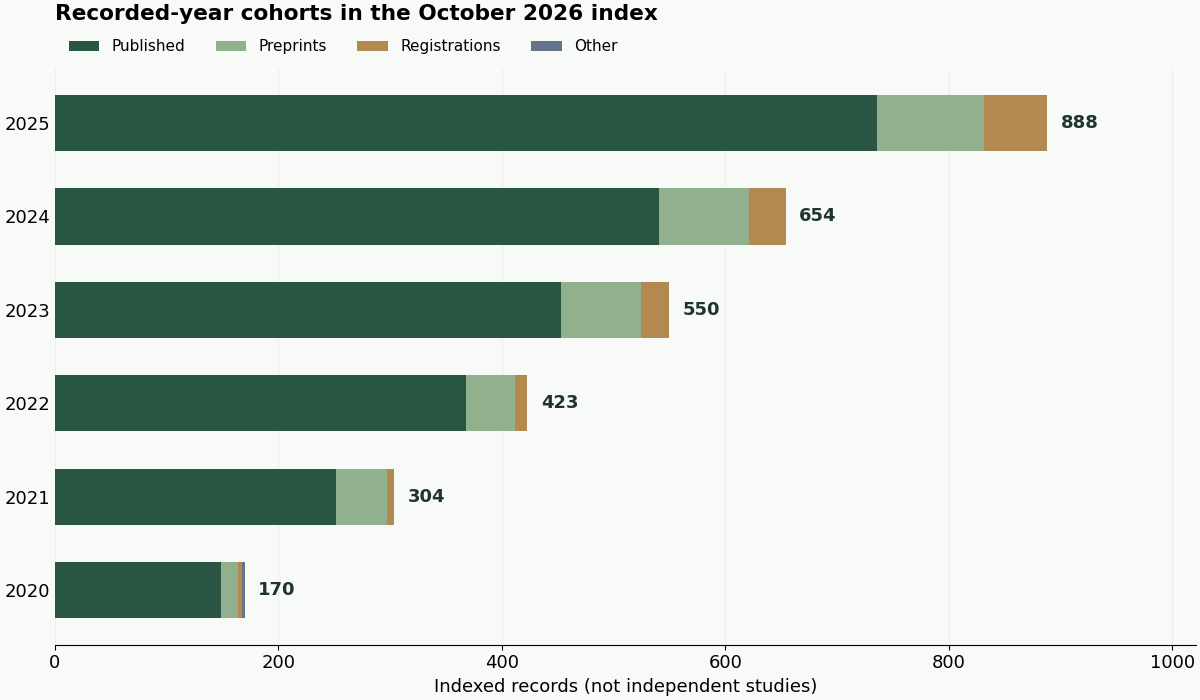 Recorded-year cohorts in the October 2026 index
Published Preprints Registrations Other
2025 888
2024 654
2023 550
2022 423
2021 304
2020 170
0 200 400 600 800 1000
Indexed records (not independent studies)